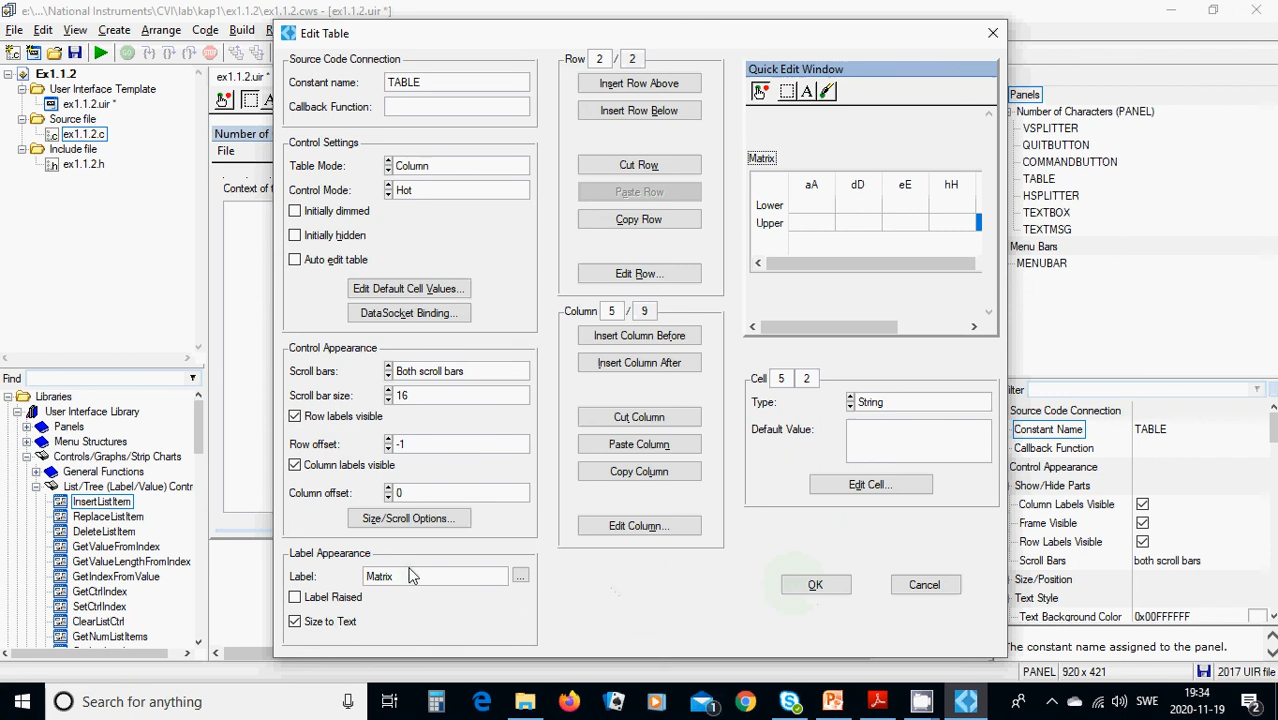 e:\...\National Instruments\CVI\lab\kap1\ex1.1.2\ex1.1.2.cws - [ex1.1.2.uir *]
File Edit View Create Arrange Code Build
Ex1.1.2
User Interface Template
ex1.1.2.uir *
Source file
ex1.1.2.c
Include file
ex1.1.2.h
Find
Libraries
User Interface Library
Panels
Menu Structures
Controls/Graphs/Strip Charts
General Functions
List/Tree (Label/Value) Contr
InsertListItem
ReplaceListItem
DeleteListItem
GetValueFromIndex
GetValueLengthFromIndex
GetIndexFromValue
GetCtrlIndex
SetCtrlIndex
ClearListCtrl
GetNumListItems
ex1.1.2.uir *
Number of
File
Context of t
Edit Table
Source Code Connection
Constant name: TABLE
Callback Function:
Control Settings
Table Mode: Column
Control Mode: Hot
Initially dimmed
Initially hidden
Auto edit table
Edit Default Cell Values...
DataSocket Binding...
Control Appearance
Scroll bars: Both scroll bars
Scroll bar size: 16
Row labels visible
Row offset: -1
Column labels visible
Column offset: 0
Size/Scroll Options...
Label Appearance
Label: Matrix ...
Label Raised
Size to Text
Row 2 / 2
Insert Row Above
Insert Row Below
Cut Row
Paste Row
Copy Row
Edit Row...
Column 5 / 9
Insert Column Before
Insert Column After
Cut Column
Paste Column
Copy Column
Edit Column...
Quick Edit Window
Matrix
aA dD eE hH
Lower
Upper
Cell 5 2
Type: String
Default Value:
Edit Cell...
OK Cancel
Panels
Number of Characters (PANEL)
VSPLITTER
QUITBUTTON
COMMANDBUTTON
TABLE
HSPLITTER
TEXTBOX
TEXTMSG
Menu Bars
MENUBAR
ilter
Source Code Connection
Constant Name TABLE
Callback Function
Control Appearance
Show/Hide Parts
Column Labels Visible
Frame Visible
Row Labels Visible
Scroll Bars both scroll bars
Size/Position
Text Style
Text Background Color 0x00FFFFFF
The constant name assigned to the panel.
PANEL 920 x 421 2017 UIR file
Search for anything
1
SWE
19:34
2020-11-19
2